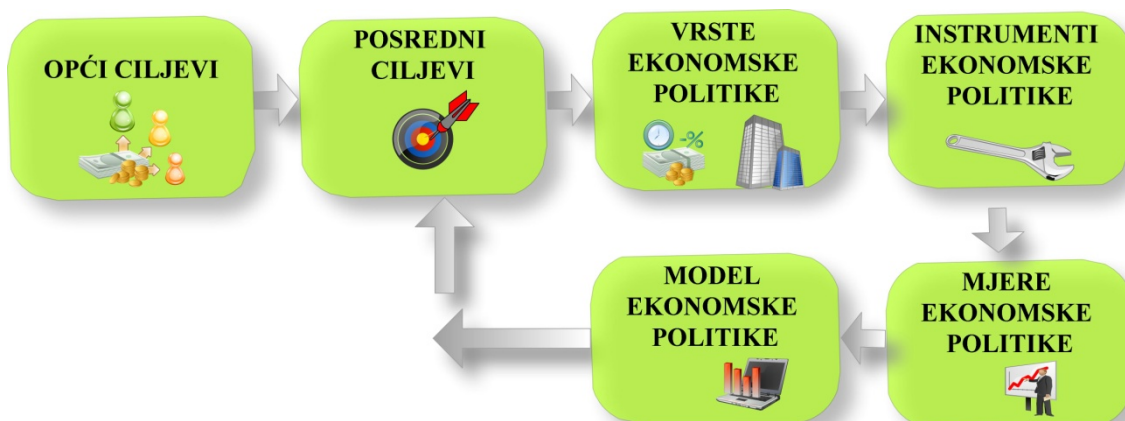 OPĆI CILJEVI
POSREDNI
CILJEVI
VRSTE
EKONOMSKE
POLITIKE
-%
INSTRUMENTI
EKONOMSKE
POLITIKE
MJERE
EKONOMSKE
POLITIKE
MODEL
EKONOMSKE
POLITIKE